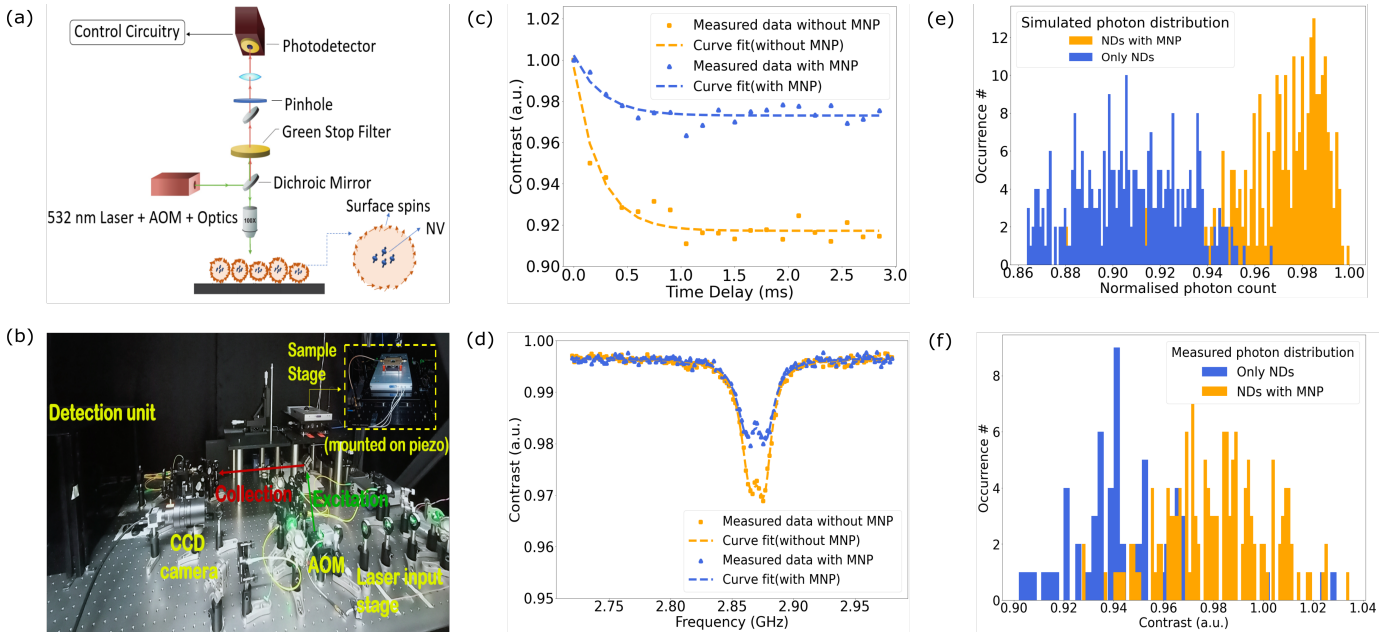 (a)
Control Circuitry
Photodetector
Pinhole
Green Stop Filter
Dichroic Mirror
532 nm Laser + AOM + Optics
100X
Surface spins
NV
(b)
Sample
Stage
Detection unit
(mounted on piezo)
Collection
Excitation
CCD
camera
AOM
Laser input
stage
(c)
1.02
1.00
0.98
0.96
0.94
0.92
0.90
Contrast (a.u.)
Measured data without MNP
Curve fit(without MNP)
Measured data with MNP
Curve fit(with MNP)
0.0 0.5 1.0 1.5 2.0 2.5 3.0
Time Delay (ms)
(d)
1.00
0.99
0.98
0.97
0.96
0.95
Contrast (a.u.)
Measured data without MNP
Curve fit(without MNP)
Measured data with MNP
Curve fit(with MNP)
2.75 2.80 2.85 2.90 2.95
Frequency (GHz)
(e)
12
10
8
6
4
2
0
Occurrence #
Simulated photon distribution
NDs with MNP
Only NDs
0.86 0.88 0.90 0.92 0.94 0.96 0.98 1.00
Normalised photon count
(f)
8
6
4
2
0
Occurrence #
Measured photon distribution
Only NDs
NDs with MNP
0.90 0.92 0.94 0.96 0.98 1.00 1.02 1.04
Contrast (a.u.)